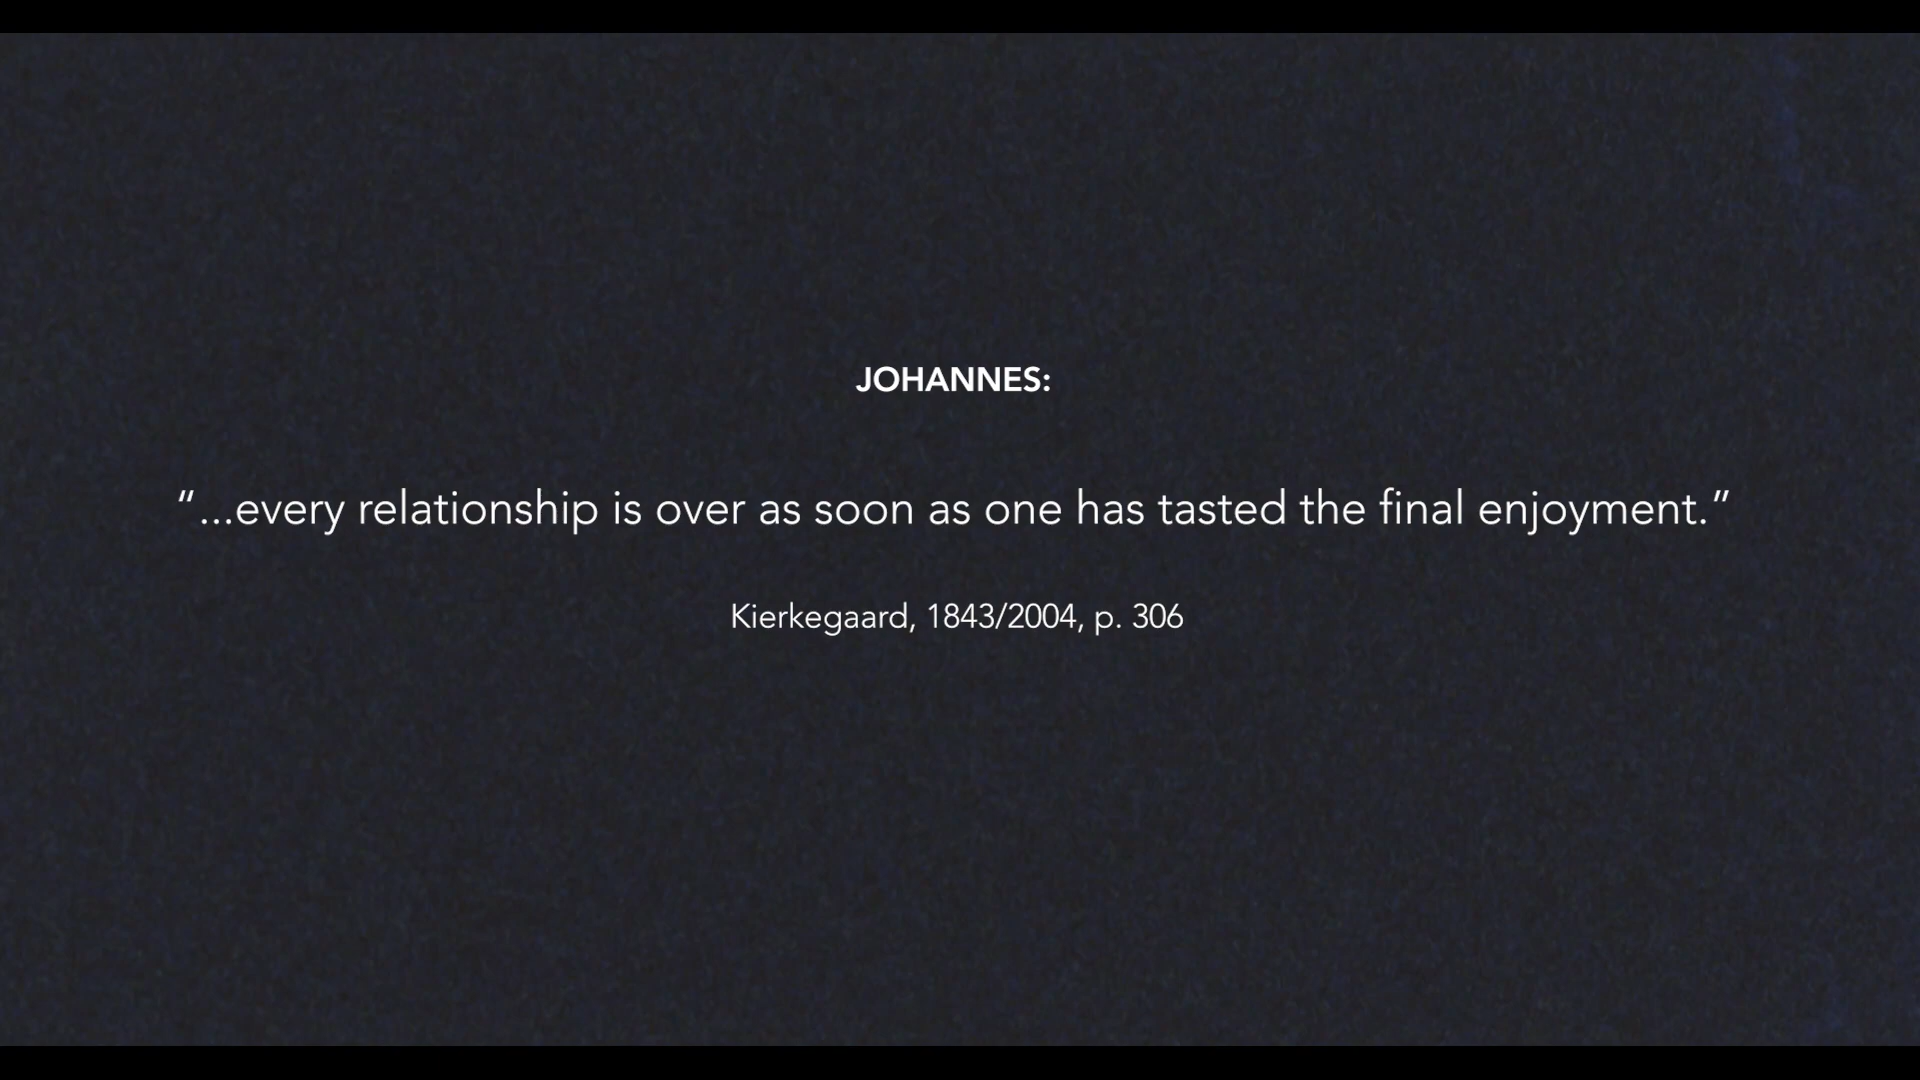 JOHANNES:
“...every relationship is over as soon as one has tasted the final enjoyment.”
Kierkegaard, 1843/2004, p. 306